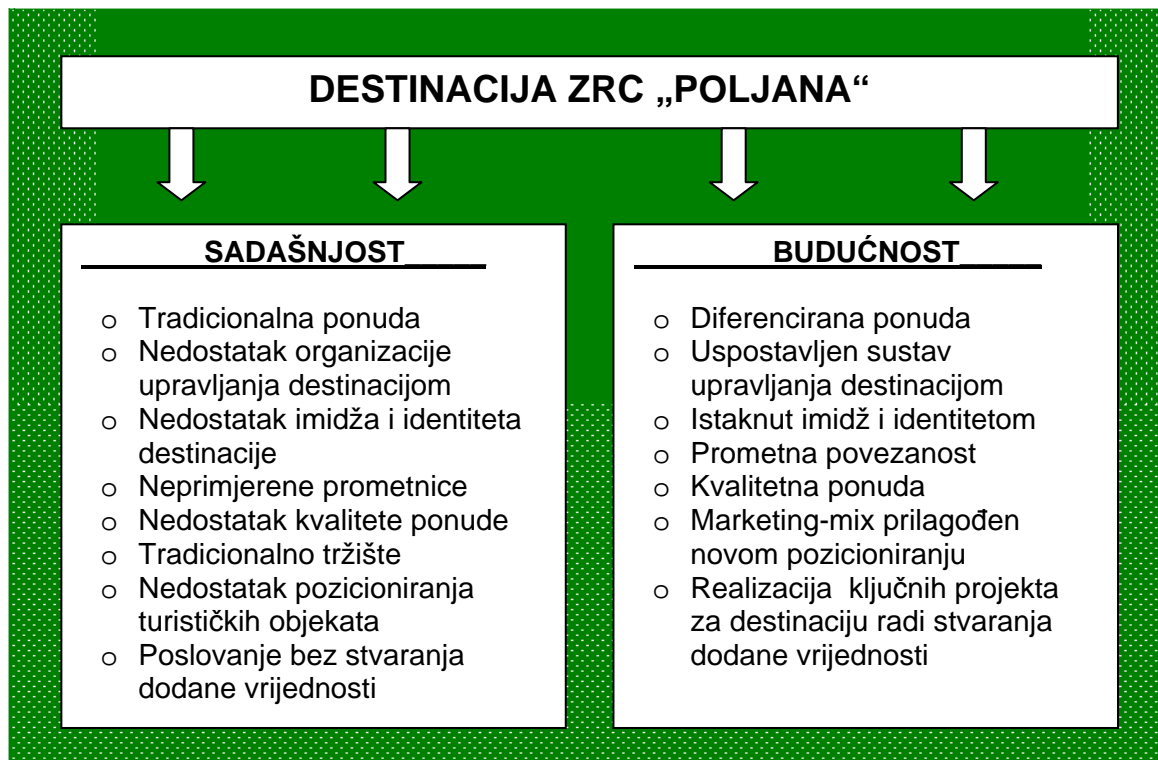 DESTINACIJA ZRC „POLJANA“
SADAŠNJOST_____
o Tradicionalna ponuda
o Nedostatak organizacije
upravljanja destinacijom
o Nedostatak imidža i identiteta
destinacije
o Neprimjerene prometnice
o Nedostatak kvalitete ponude
o Tradicionalno tržište
o Nedostatak pozicioniranja
turističkih objekata
o Poslovanje bez stvaranja
dodane vrijednosti
BUDUĆNOST_____
o Diferencirana ponuda
o Uspostavljen sustav
upravljanja destinacijom
o Istaknut imidž i identitetom
o Prometna povezanost
o Kvalitetna ponuda
o Marketing-mix prilagođen
novom pozicioniranju
o Realizacija ključnih projekta
za destinaciju radi stvaranja
dodane vrijednosti